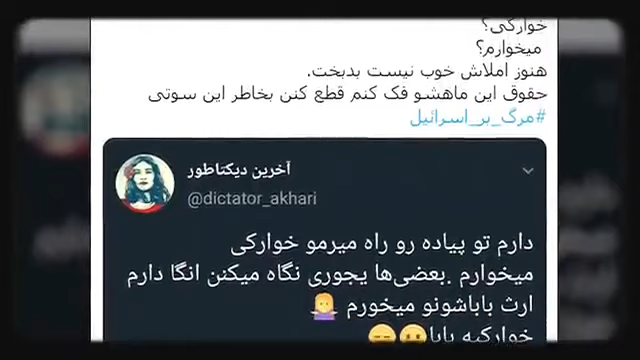 خوارکی؟
میخوارم؟
هنوز املاش خوب نیست بدبخت،
حقوق این ماهشو فک کنم قطع کنن بخاطر این سوتی
#مرگ_بر_اسرائیل
آخرین دیکتاطور
@dictator_akhari
دارم تو پیاده رو راه میرمو خوارکی
میخوارم .بعضی‌ها یجوری نگاه میکنن انگا دارم
ارث باباشونو میخورم 🤷‍♀️
خوارکیه بابا😐😑